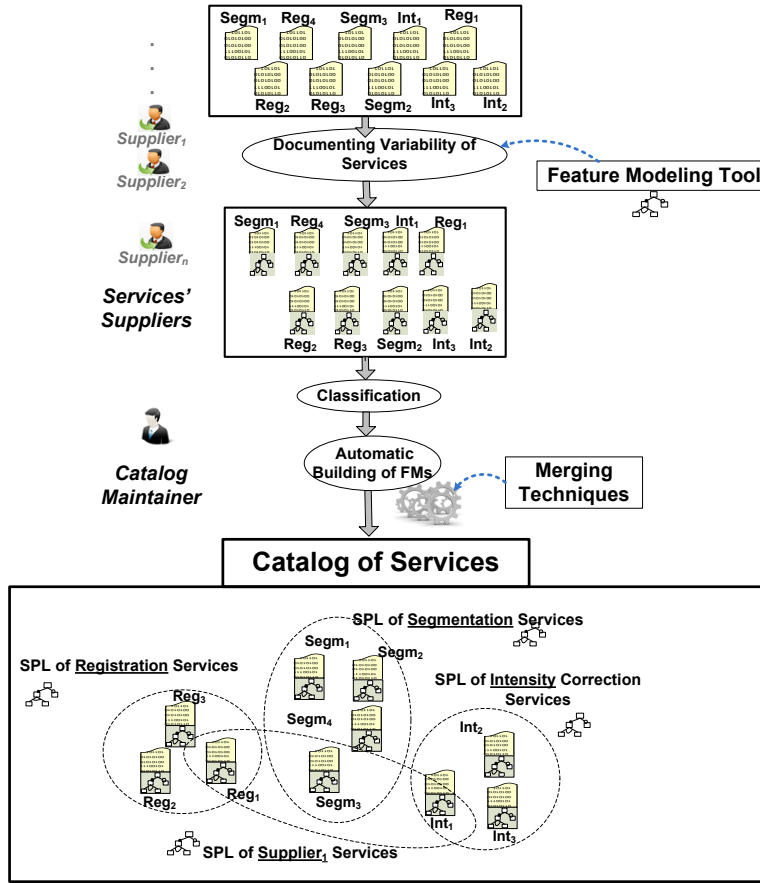 Segm1 Reg4 Segm3 Int1 Reg1
Reg2 Reg3 Segm2 Int3 Int2
Supplier1
Documenting Variability of
Services
Supplier2
Feature Modeling Tool
Segm1 Reg4 Segm3 Int1 Reg1
Suppliern
Services'
Suppliers
Reg2 Reg3 Segm2 Int3 Int2
Classification
Catalog
Maintainer
Automatic
Building of FMs
Merging
Techniques
Catalog of Services
SPL of Segmentation Services
Segm1
Segm2
SPL of Registration Services
SPL of Intensity Correction
Services
Reg3
Segm4
Int2
Reg2
Reg1
Segm3
Int1
Int3
SPL of Supplier1 Services